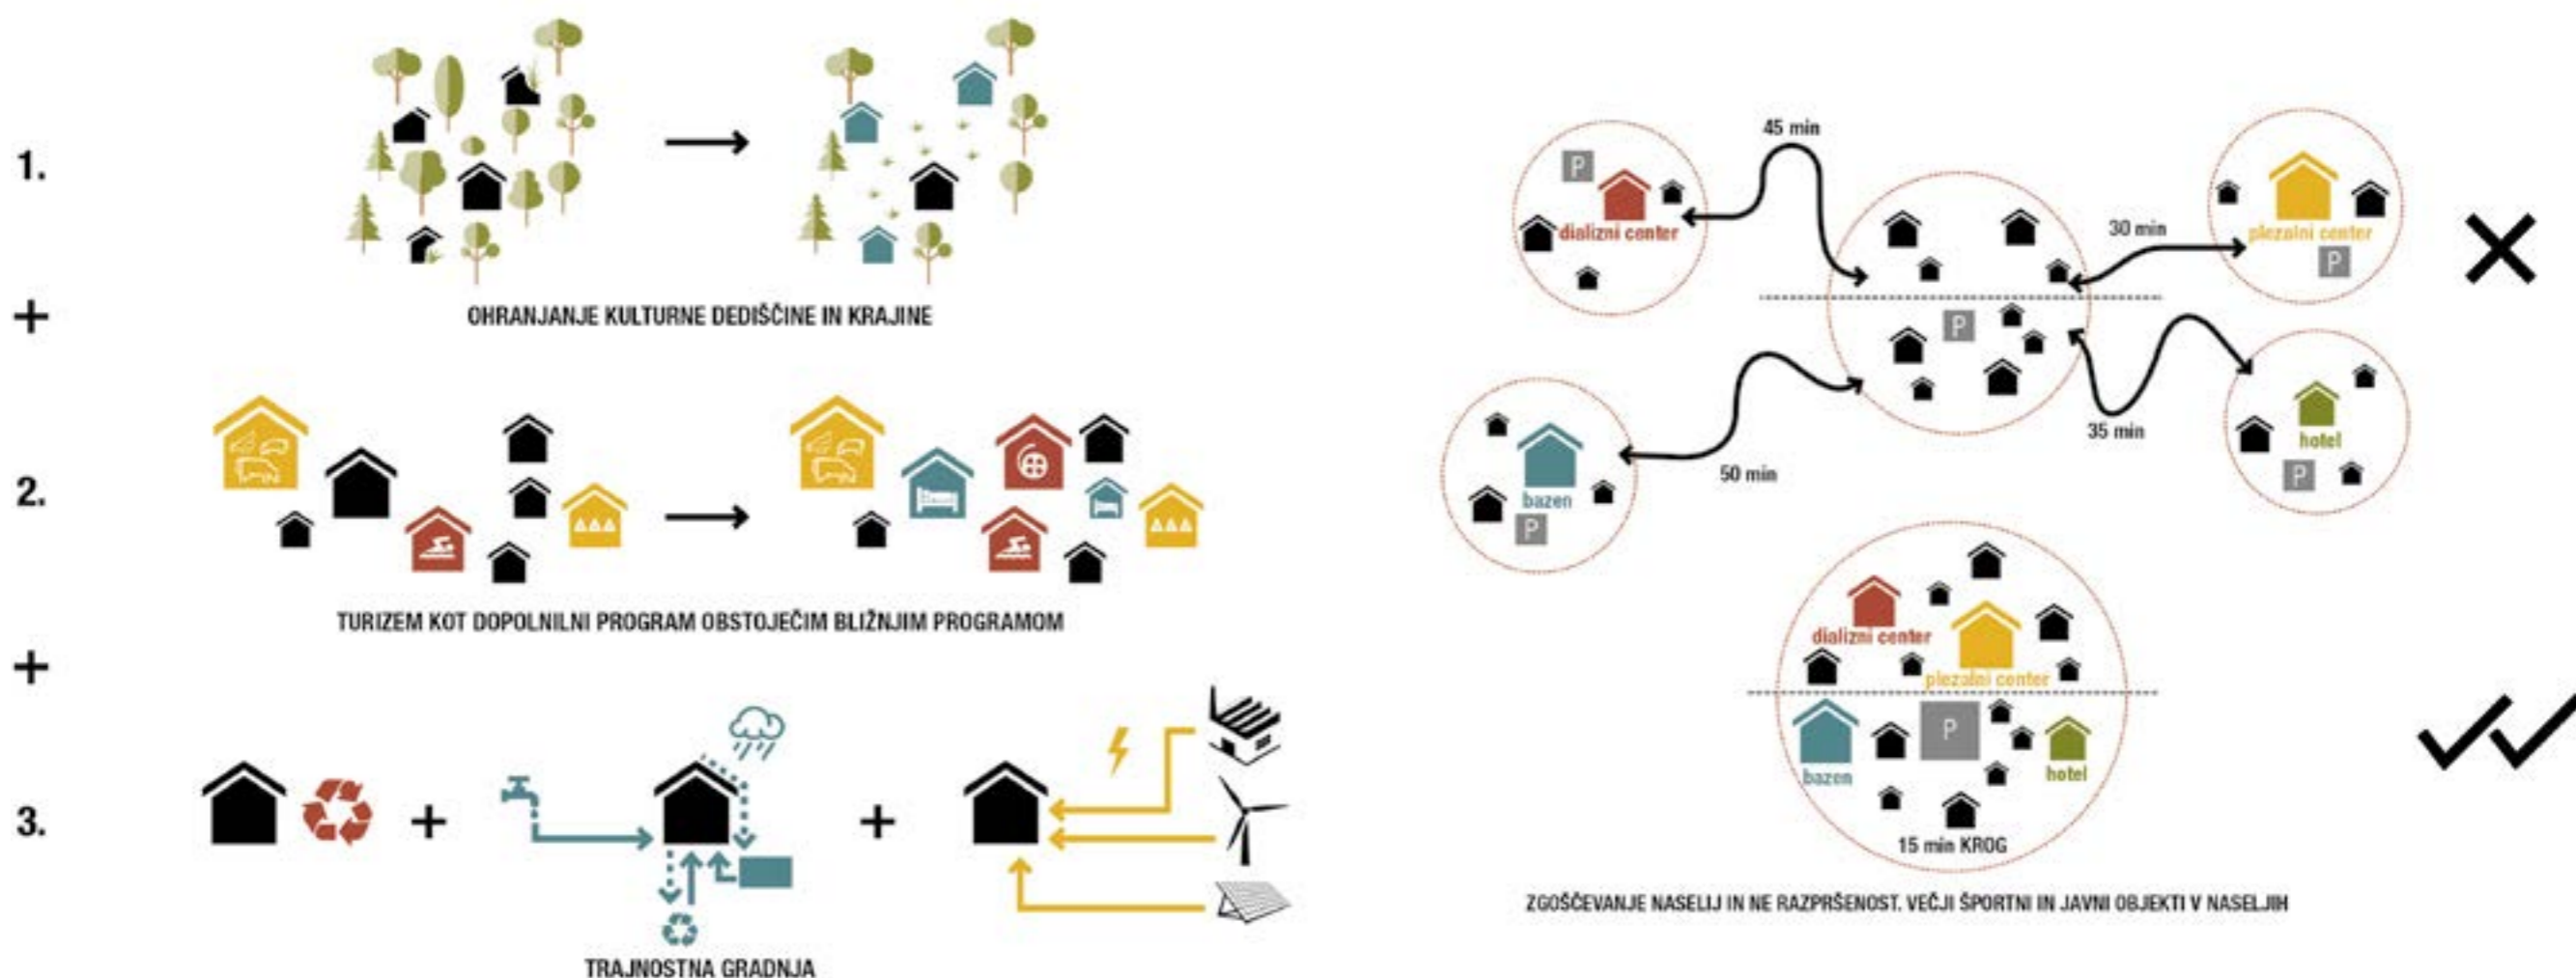 1.
+
OHRANJANJE KULTURNE DEDIŠČINE IN KRAJINE
2.
TURIZEM KOT DOPOLNILNI PROGRAM OBSTOJEČIM BLIŽNJIM PROGRAMOM
+
3.
+
+
TRAJNOSTNA GRADNJA
45 min
P
dializni center
30 min
plezalni center
P
P
50 min
bazen
P
35 min
hotel
P
dializni center
plezalni center
P
bazen
hotel
15 min KROG
ZGOŠČEVANJE NASELIJ IN NE RAZPRŠENOST. VEČJI ŠPORTNI IN JAVNI OBJEKTI V NASELJIH